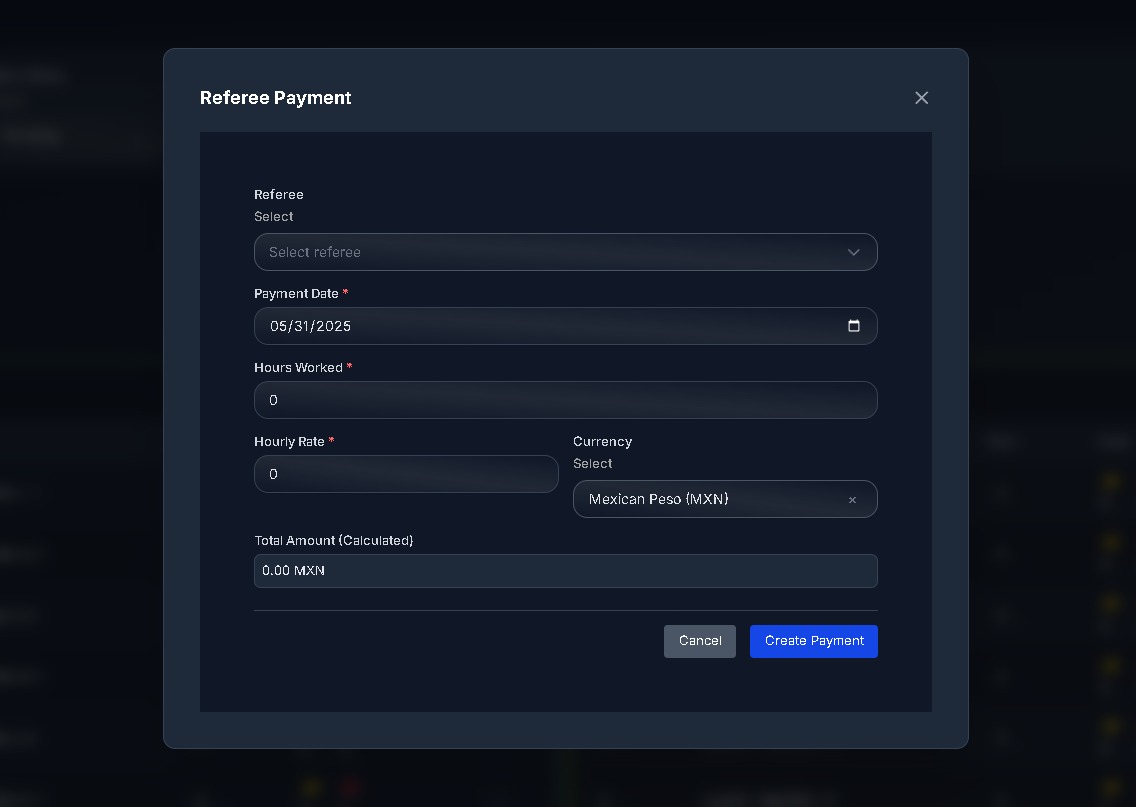 Referee Payment
Referee
Select
Select referee
Payment Date *
05/31/2025
Hours Worked *
0
Hourly Rate *
0
Currency
Select
Mexican Peso (MXN)
Total Amount (Calculated)
0.00 MXN
Cancel
Create Payment